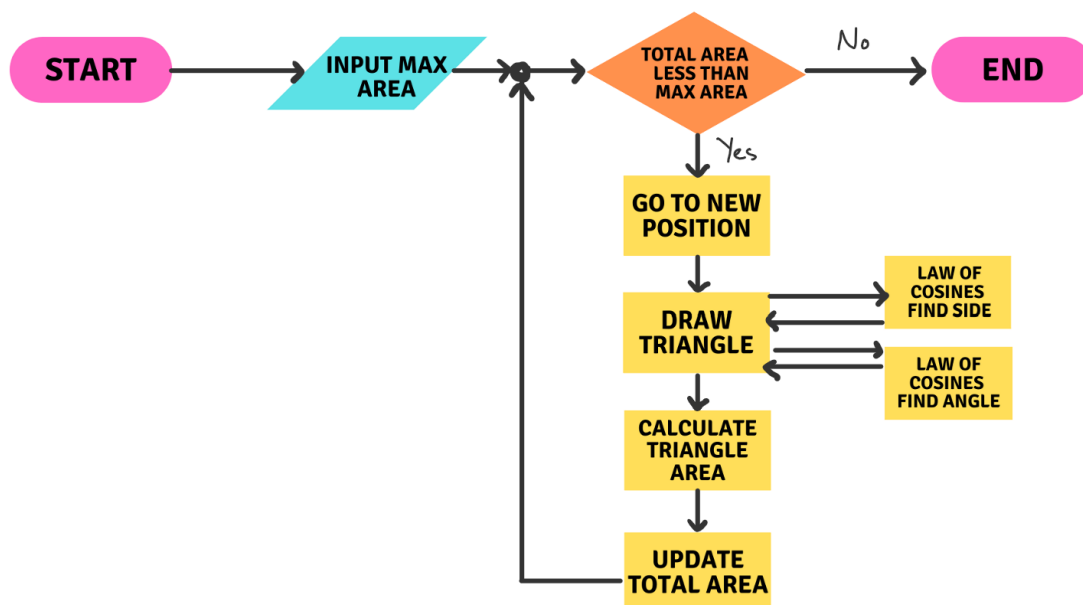 START
INPUT MAX
AREA
TOTAL AREA
LESS THAN
MAX AREA
No
END
Yes
GO TO NEW
POSITION
DRAW
TRIANGLE
LAW OF
COSINES
FIND SIDE
LAW OF
COSINES
FIND ANGLE
CALCULATE
TRIANGLE
AREA
UPDATE
TOTAL AREA